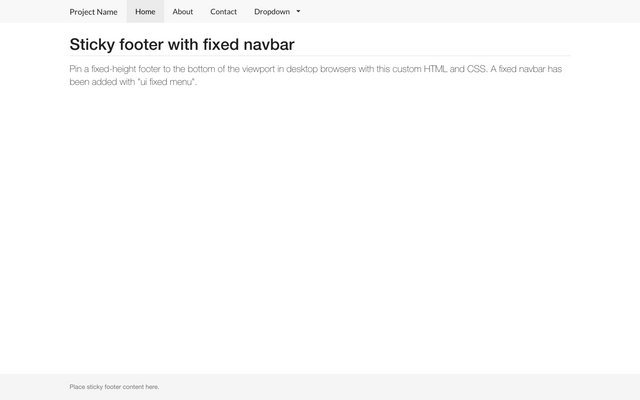 Project Name Home About Contact Dropdown
Sticky footer with fixed navbar
Pin a fixed-height footer to the bottom of the viewport in desktop browsers with this custom HTML and CSS. A fixed navbar has
been added with "ui fixed menu".
Place sticky footer content here.